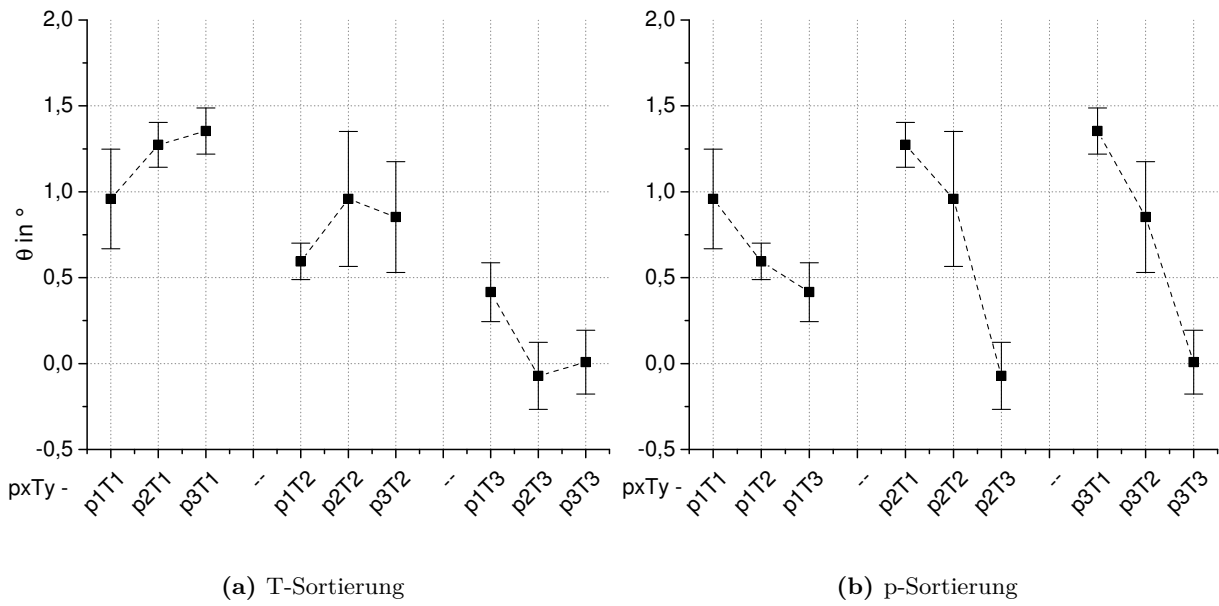 2,0
1,5
1,0
0,5
0,0
-0,5
θ in °
pxTy -
p1T1
p2T1
p3T1
--
p1T2
p2T2
p3T2
--
p1T3
p2T3
p3T3
(a) T-Sortierung
2,0
1,5
1,0
0,5
0,0
-0,5
pxTy -
p1T1
p1T2
p1T3
--
p2T1
p2T2
p2T3
--
p3T1
p3T2
p3T3
(b) p-Sortierung